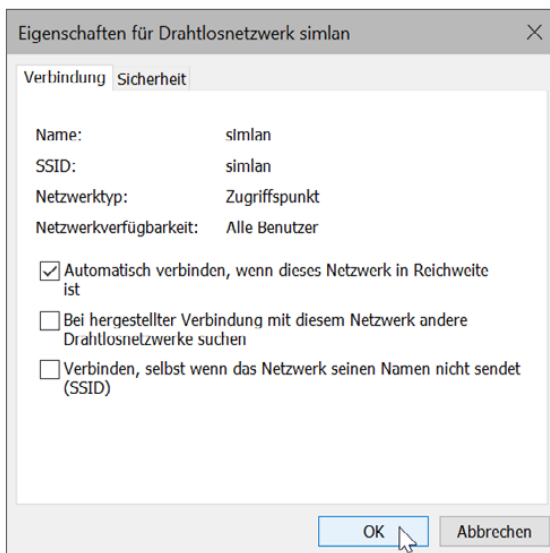 Eigenschaften für Drahtlosnetzwerk simlan
Verbindung
Sicherheit
Name: simlan
SSID: simlan
Netzwerktyp: Zugriffspunkt
Netzwerkverfügbarkeit: Alle Benutzer
Automatisch verbinden, wenn dieses Netzwerk in Reichweite
ist
Bei hergestellter Verbindung mit diesem Netzwerk andere
Drahtlosnetzwerke suchen
Verbinden, selbst wenn das Netzwerk seinen Namen nicht sendet
(SSID)
OK
Abbrechen